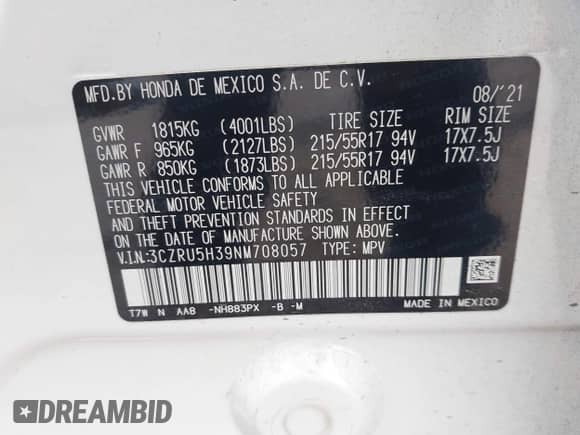 MFD.BY HONDA DE MEXICO S.A. DE C.V.
08/'21
GVWR 1815KG (4001LBS) TIRE SIZE RIM SIZE
GAWR F 965KG (2127LBS) 215/55R17 94V 17X7.5J
GAWR R 850KG (1873LBS) 215/55R17 94V 17X7.5J
THIS VEHICLE CONFORMS TO ALL APPLICABLE
FEDERAL MOTOR VEHICLE SAFETY
AND THEFT PREVENTION STANDARDS IN EFFECT
ON THE DATE OF MANUFACTURE SHOWN ABOVE.
V.I.N:3CZRU5H39NM708057 TYPE: MPV
T7W N AA8 -NH883PX -B -M
MADE IN MEXICO
DREAMBID